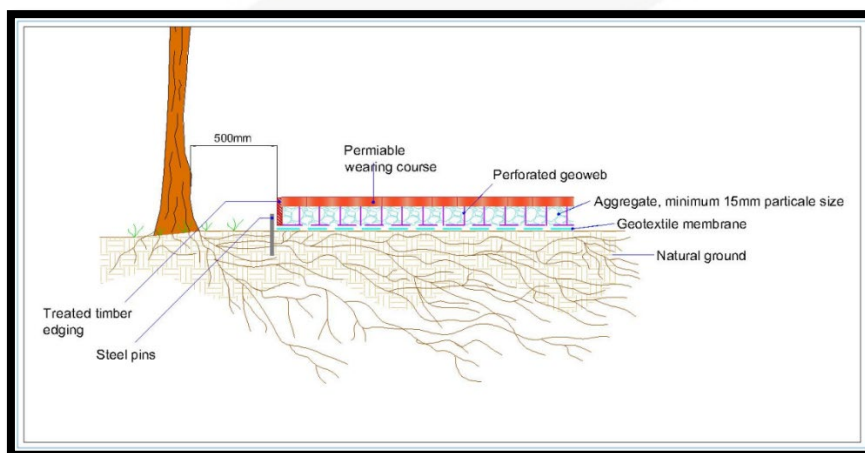 500mm
Permiable
wearing course
Perforated geoweb
Aggregate, minimum 15mm particale size
Geotextile membrane
Natural ground
Treated timber
edging
Steel pins